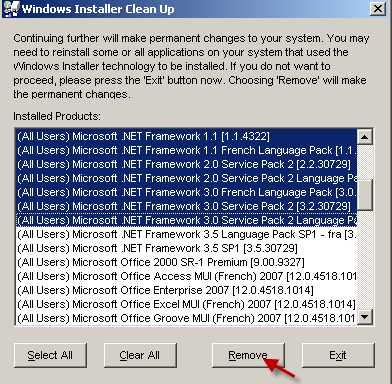 Windows Installer Clean Up
Continuing further will make permanent changes to your system. You may
need to reinstall some or all applications on your system that used the
Windows Installer technology to be installed. If you do not want to
proceed, please press the 'Exit' button now. Choosing 'Remove' will make
the permanent changes.
Installed Products:
(All Users) Microsoft .NET Framework 1.1 [1.1.4322]
(All Users) Microsoft .NET Framework 1.1 French Language Pack [1.1.
(All Users) Microsoft .NET Framework 2.0 Service Pack 2 [2.2.30729]
(All Users) Microsoft .NET Framework 2.0 Service Pack 2 Language Pa
(All Users) Microsoft .NET Framework 3.0 French Language Pack [3.0.
(All Users) Microsoft .NET Framework 3.0 Service Pack 2 [3.2.30729]
(All Users) Microsoft .NET Framework 3.0 Service Pack 2 Language Pa
(All Users) Microsoft .NET Framework 3.5 Language Pack SP1 - fra [3.
(All Users) Microsoft .NET Framework 3.5 SP1 [3.5.30729]
(All Users) Microsoft Office 2000 SR-1 Premium [9.00.9327]
(All Users) Microsoft Office Access MUI (French) 2007 [12.0.4518.101
(All Users) Microsoft Office Enterprise 2007 [12.0.4518.1014]
(All Users) Microsoft Office Excel MUI (French) 2007 [12.0.4518.1014
(All Users) Microsoft Office Groove MUI (French) 2007 [12.0.4518.101
Select All Clear All Remove Exit